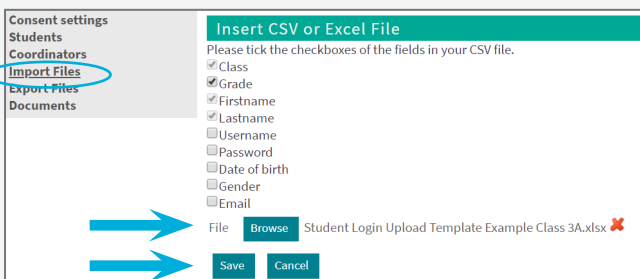 Consent settings
Students
Coordinators
Import Files
Export Files
Documents
Insert CSV or Excel File
Please tick the checkboxes of the fields in your CSV file.
Class
Grade
Firstname
Lastname
Username
Password
Date of birth
Gender
Email
File Browse Student Login Upload Template Example Class 3A.xlsx
Save Cancel